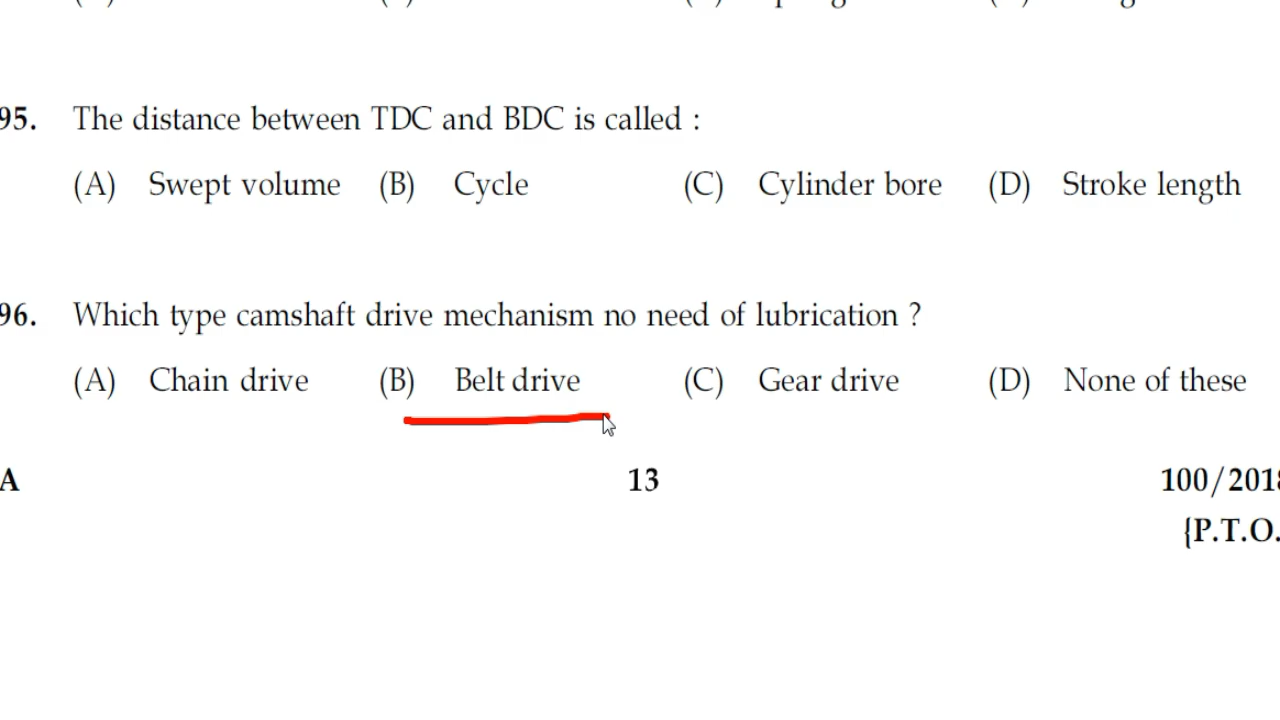 95. The distance between TDC and BDC is called :
(A) Swept volume (B) Cycle (C) Cylinder bore (D) Stroke length
96. Which type camshaft drive mechanism no need of lubrication ?
(A) Chain drive (B) Belt drive (C) Gear drive (D) None of these
A 13 100/2018
{P.T.O.